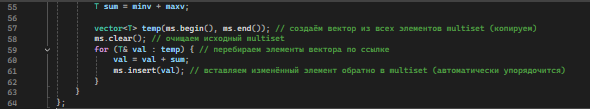 55 T sum = minv + maxv;
56
57 vector<T> temp(ms.begin(), ms.end()); // создаём вектор из всех элементов multiset (копируем)
58 ms.clear(); // очищаем исходный multiset
59 for (T& val : temp) { // перебираем элементы вектора по ссылке
60 val = val + sum;
61 ms.insert(val); // вставляем изменённый элемент обратно в multiset (автоматически упорядочится)
62 }
63 }
64 };